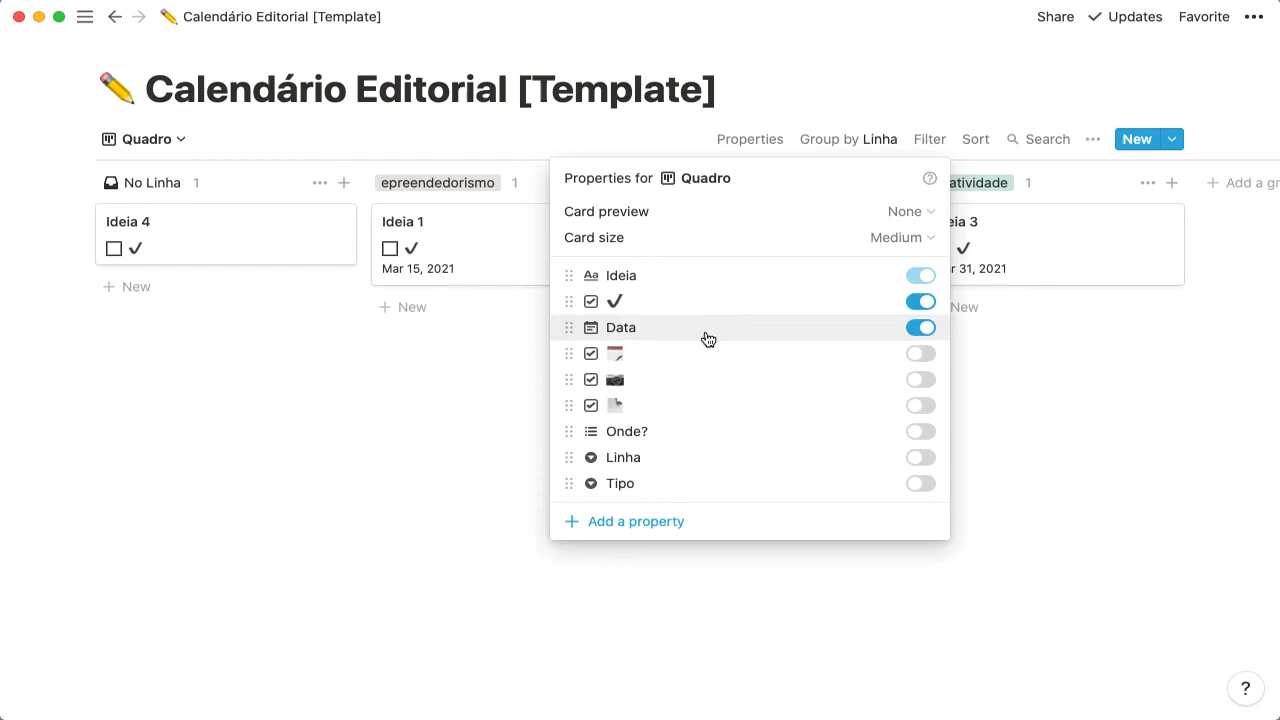 Calendário Editorial [Template]
Share
Updates
Favorite
Calendário Editorial [Template]
Quadro
Properties
Group by Linha
Filter
Sort
Search
New
No Linha 1
epreendedorismo 1
atividade 1
Add a gr
Ideia 4
Ideia 1
Mar 15, 2021
eia 3
r 31, 2021
New
New
New
Properties for Quadro
?
Card preview None
Card size Medium
Aa Ideia
Data
Onde?
Linha
Tipo
Add a property
?